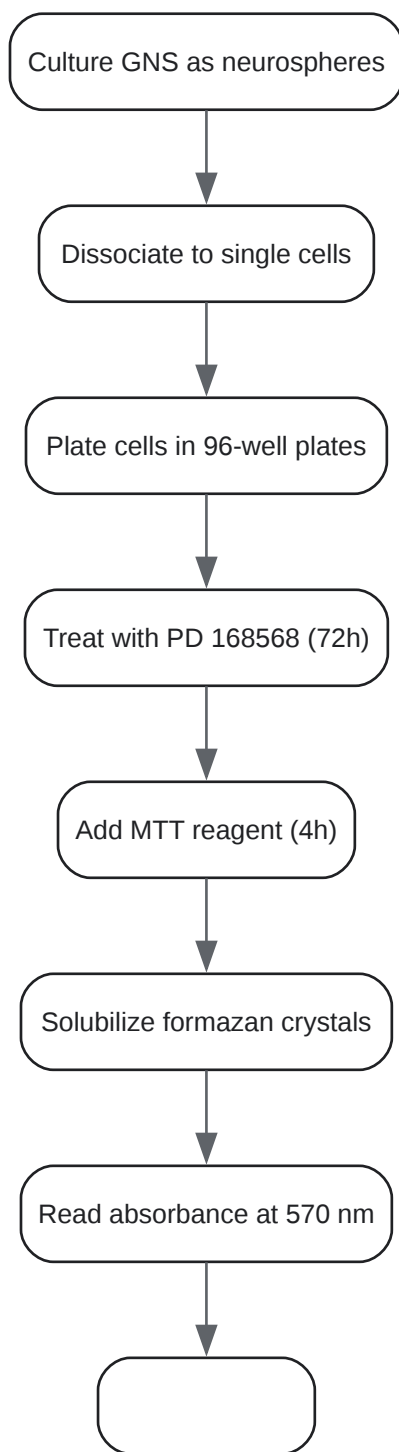 Culture GNS as neurospheres
Dissociate to single cells
Plate cells in 96-well plates
Treat with PD 168568 (72h)
Add MTT reagent (4h)
Solubilize formazan crystals
Read absorbance at 570 nm